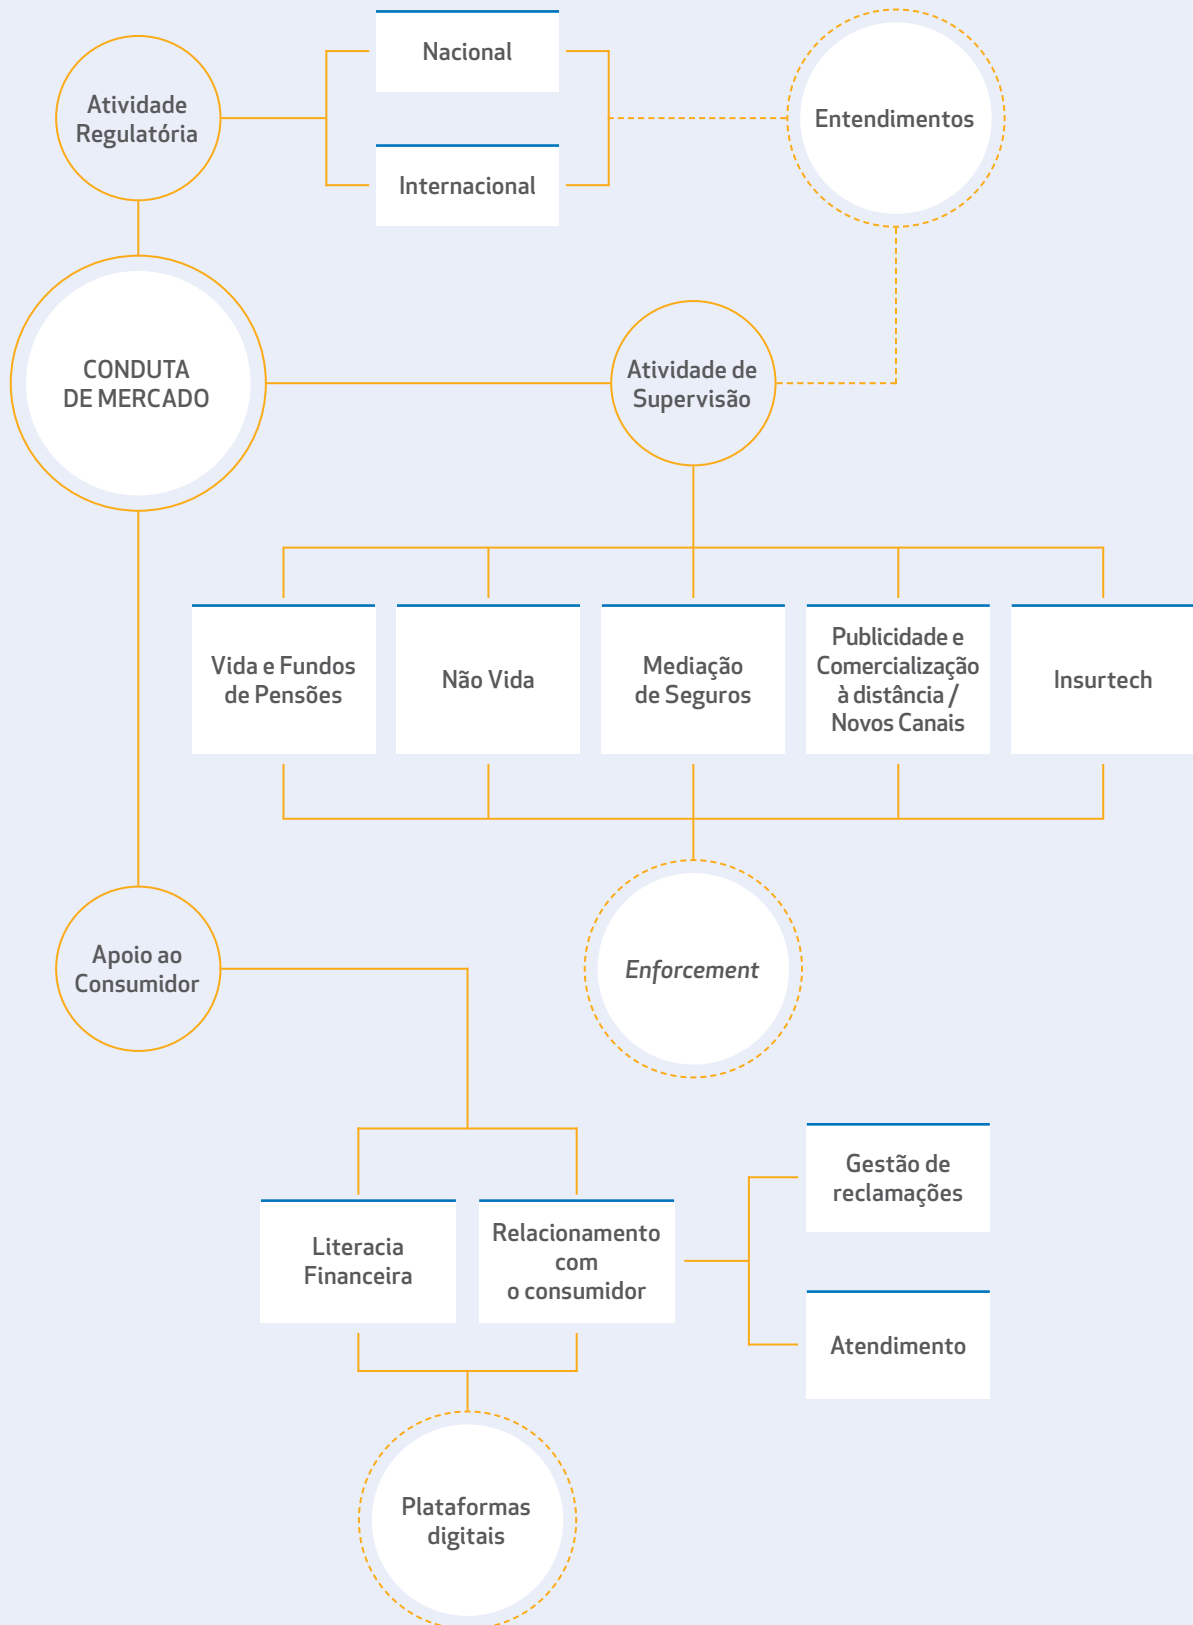 Nacional
Atividade
Regulatória
Entendimentos
Internacional
CONDUTA
DE MERCADO
Atividade de
Supervisão
Vida e Fundos
de Pensões
Não Vida
Mediação
de Seguros
Publicidade e
Comercialização
à distância /
Novos Canais
Insurtech
Apoio ao
Consumidor
Enforcement
Literacia
Financeira
Relacionamento
com
o consumidor
Gestão de
reclamações
Atendimento
Plataformas
digitais